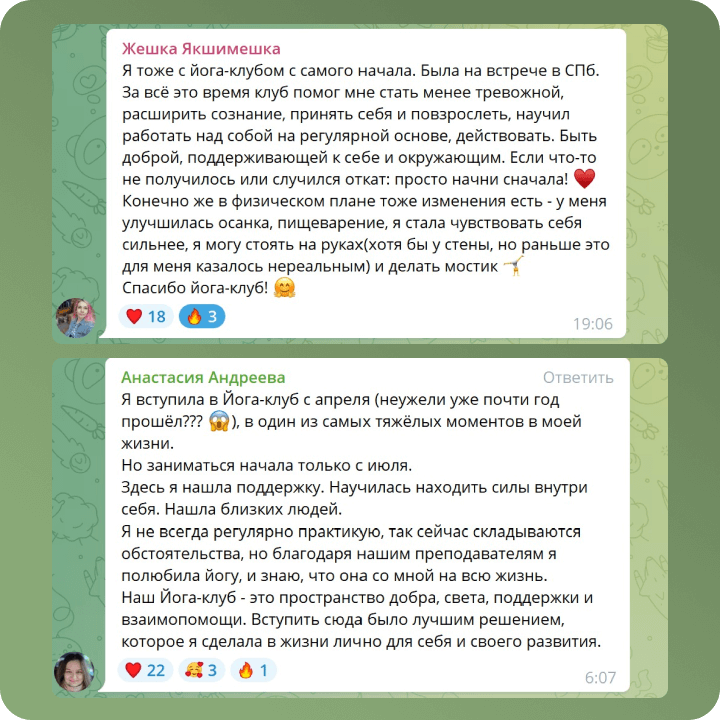 Жешка Якшимешка
Я тоже с йога-клубом с самого начала. Была на встрече в СПб.
За всё это время клуб помог мне стать менее тревожной,
расширить сознание, принять себя и повзрослеть, научил
работать над собой на регулярной основе, действовать. Быть
доброй, поддерживающей к себе и окружающим. Если что-то
не получилось или случился откат: просто начни сначала! ♥️
Конечно же в физическом плане тоже изменения есть - у меня
улучшилась осанка, пищеварение, я стала чувствовать себя
сильнее, я могу стоять на руках(хотя бы у стены, но раньше это
для меня казалось нереальным) и делать мостик 🤸‍♀️
Спасибо йога-клуб! 🤗
❤️ 18 🔥 3
19:06
Анастасия Андреева Ответить
Я вступила в Йога-клуб с апреля (неужели уже почти год
прошёл??? 😱), в один из самых тяжёлых моментов в моей
жизни.
Но заниматься начала только с июля.
Здесь я нашла поддержку. Научилась находить силы внутри
себя. Нашла близких людей.
Я не всегда регулярно практикую, так сейчас складываются
обстоятельства, но благодаря нашим преподавателям я
полюбила йогу, и знаю, что она со мной на всю жизнь.
Наш Йога-клуб - это пространство добра, света, поддержки и
взаимопомощи. Вступить сюда было лучшим решением,
которое я сделала в жизни лично для себя и своего развития.
❤️ 22 🥰 3 🔥 1
6:07